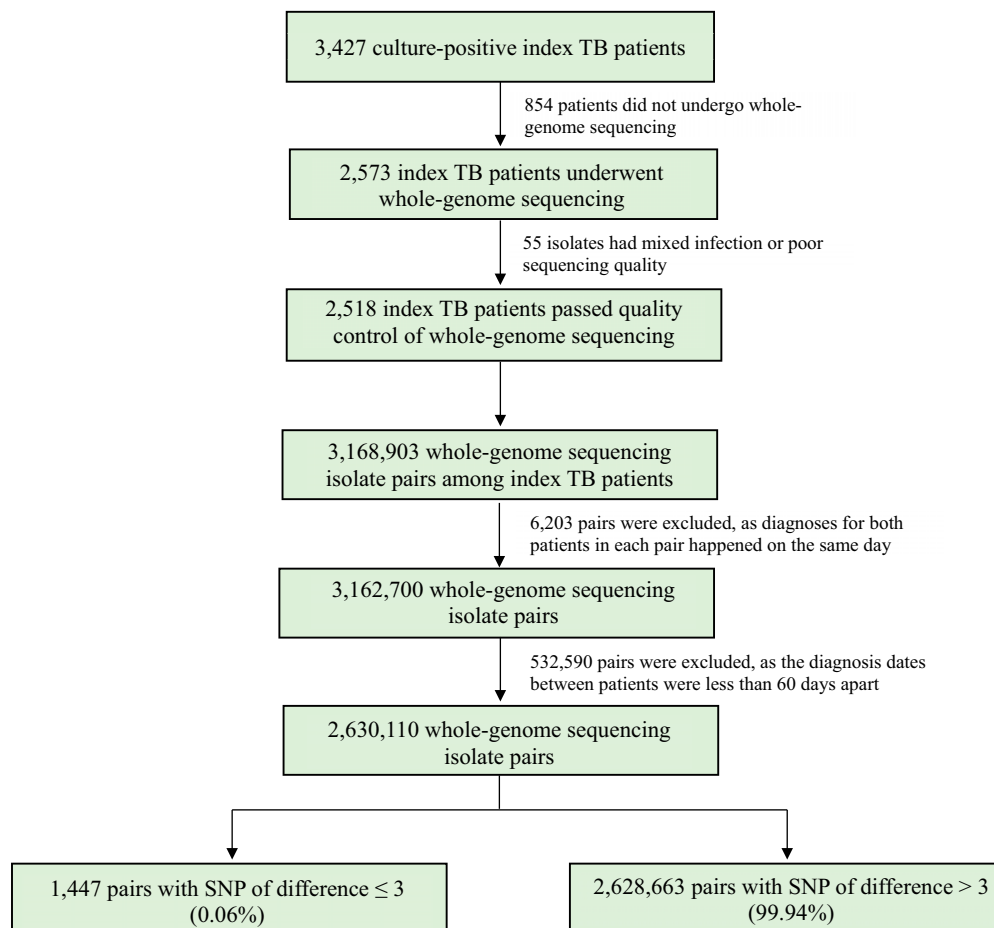 3,427 culture-positive index TB patients
854 patients did not undergo whole-
genome sequencing
2,573 index TB patients underwent
whole-genome sequencing
55 isolates had mixed infection or poor
sequencing quality
2,518 index TB patients passed quality
control of whole-genome sequencing
3,168,903 whole-genome sequencing
isolate pairs among index TB patients
6,203 pairs were excluded, as diagnoses for both
patients in each pair happened on the same day
3,162,700 whole-genome sequencing
isolate pairs
532,590 pairs were excluded, as the diagnosis dates
between patients were less than 60 days apart
2,630,110 whole-genome sequencing
isolate pairs
1,447 pairs with SNP of difference ≤ 3
(0.06%)
2,628,663 pairs with SNP of difference > 3
(99.94%)